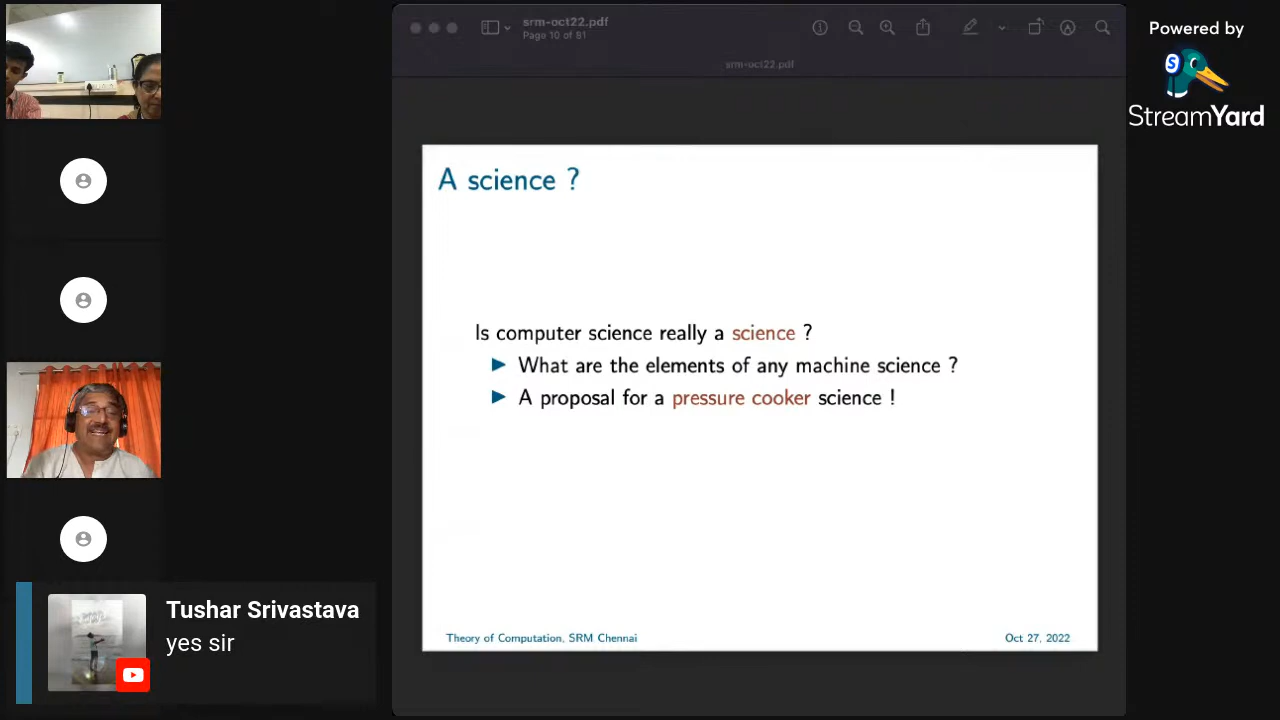 srm-oct22.pdf
Page 10 of 81
srm-oct22.pdf
Powered by
StreamYard
A science ?
Is computer science really a science ?
What are the elements of any machine science ?
A proposal for a pressure cooker science !
Theory of Computation, SRM Chennai
Oct 27, 2022
Tushar Srivastava
yes sir